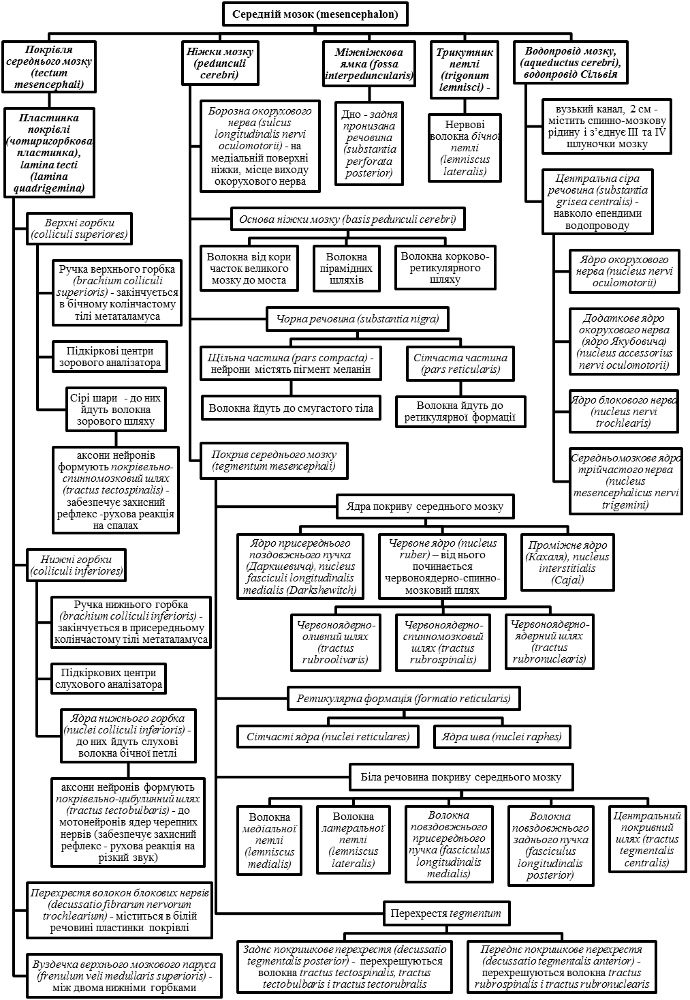 Середній мозок (mesencephalon)
Покрівля
середнього мозку
(tectum
mesencephali)
Пластинка
покрівлі
(чотиригорбкова
пластинка),
lamina tecti
(lamina
quadrigemina)
Верхні горбки
(colliculi superiores)
Ручка верхнього горбка
(brachium colliculi
superioris) - закінчується
в бічному колінчастому
тілі метаталамуса
Підкіркові центри
зорового аналізатора
Сірі шари - до них
йдуть волокна
зорового шляху
аксони нейронів
формують покрівельно-
спинномозковий шлях
(tractus tectospinalis) -
забезпечує захисний
рефлекс -рухова реакція
на спалах
Нижні горбки
(colliculi inferiores)
Ручка нижнього горбка
(brachium colliculi inferioris) -
закінчується в присередньому
колінчастому тілі метаталамуса
Підкіркових центри
слухового аналізатора
Ядра нижнього горбка
(nuclei colliculi inferioris) -
до них йдуть слухові
волокна бічної петлі
аксони нейронів формують
покрівельно-цибулинний шлях
(tractus tectobulbaris) - до
мотонейронів ядер черепних
нервів (забезпечує захисний
рефлекс - рухова реакція на
різкий звук)
Перехрестя волокон блокових нервів
(decussatio fibrarum nervorum
trochlearium) - міститься в білій
речовині пластинки покрівлі
Вуздечка верхнього мозкового паруса
(frenulum veli medullaris superioris) -
між двома нижніми горбками
Ніжки мозку
(pedunculi
cerebri)
Борозна окорухового
нерва (sulcus
longitudinalis nervi
oculomotorii) - на
медіальній поверхні
ніжки, місце виходу
окорухового нерва
Основа ніжки мозку (basis pedunculi cerebri)
Волокна від кори
часток великого
мозку до моста
Волокна
пірамідних
шляхів
Волокна корково-
ретикулярного
шляху
Чорна речовина (substantia nigra)
Щільна частина (pars compacta) -
нейрони містять пігмент меланін
Волокна йдуть до смугастого тіла
Сітчаста частина
(pars reticularis)
Волокна йдуть до
ретикулярної формації
Покрив середнього мозку
(tegmentum mesencephali)
Ядра покриву середнього мозку
Ядро присереднього
поздовжнього пучка
(Даркшевича), nucleus
fasciculi longitudinalis
medialis (Darkshewitch)
Червоне ядро (nucleus
ruber) – від нього
починається
червоноядерно-спинно-
мозковий шлях
Проміжне ядро
(Кахаля), nucleus
interstitialis
(Cajal)
Червоноядерно-
оливний шлях
(tractus
rubroolivaris)
Червоноядерно-
спинномозковий
шлях (tractus
rubrospinalis)
Червоноядерно-
ядерний шлях
(tractus
rubronuclearis)
Ретикулярна формація (formatio reticularis)
Сітчасті ядра (nuclei reticulares)
Ядра шва (nuclei raphes)
Біла речовина покриву середнього мозку
Волокна
медіальної
петлі
(lemniscus
medialis)
Волокна
латеральної
петлі
(lemniscus
lateralis)
Волокна
повздовжнього
присереднього
пучка (fasciculus
longitudinalis
medialis)
Волокна
повздовжнього
заднього пучка
(fasciculus
longitudinalis
posterior)
Центральний
покривний
шлях (tractus
tegmentalis
centralis)
Перехрестя tegmentum
Заднє покришкове перехрестя (decussatio
tegmentalis posterior) - перехрещуються
волокна tractus tectospinalis, tractus
tectobulbaris і tractus tectorubralis
Переднє покришкове перехрестя
(decussatio tegmentalis anterior) -
перехрещуються волокна tractus
rubrospinalis і tractus rubronuclearis
Міжніжкова
ямка (fossa
interpeduncularis)
Дно - задня
пронизана
речовина
(substantia
perforata
posterior)
Трикутник
петлі
(trigonum
lemnisci) -
Нервові
волокна бічної
петлі
(lemniscus
lateralis)
Водопровід мозку,
(aqueductus cerebri),
водопровід Сільвія
вузький канал, 2 см -
містить спинно-мозкову
рідину і з’єднує III та IV
шлуночки мозку
Центральна сіра
речовина (substantia
grisea centralis) -
навколо епендими
водопроводу
Ядро окорухового
нерва (nucleus nervi
oculomotorii)
Додаткове ядро
окорухового нерва
(ядро Якубовича)
(nucleus accessorius
nervi oculomotorii)
Ядро блокового нерва
(nucleus nervi
trochlearis)
Середньомозкове ядро
трійчастого нерва
(nucleus
mesencephalicus nervi
trigemini)